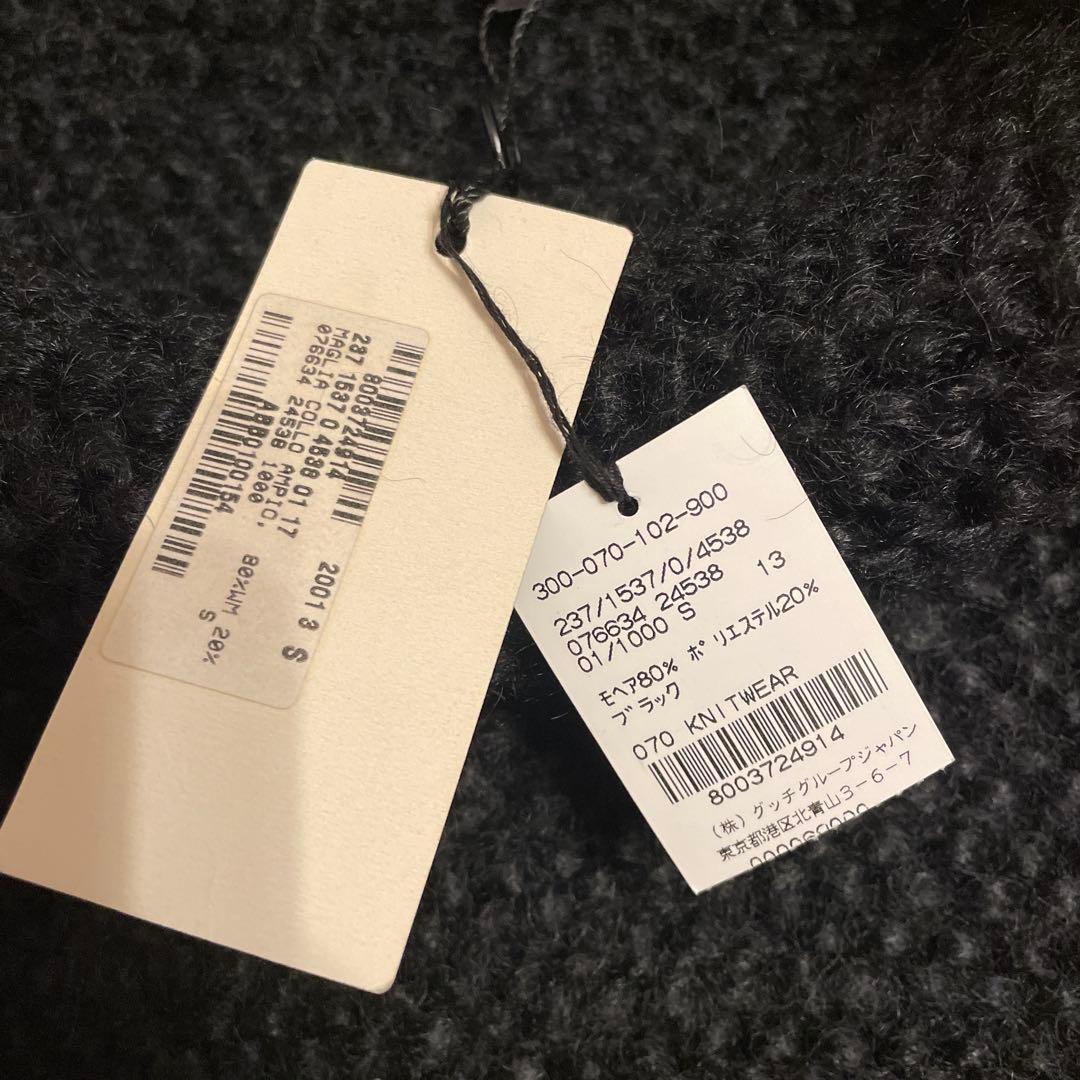 8003724914
237 1537 0 4538 01 17 2001 3 S
MAGLIA COLLO AMPIO,
076634 24538 1000 80%WM 20%
S
ABP0100154
300-070-102-900
237/1537/0/4538
076634 24538 13
01/1000 S
モヘア80% ポリエステル20%
ブラック
070 KNITWEAR
8003724914
(株)グッチグループジャパン
東京都港区北青山3-6-7